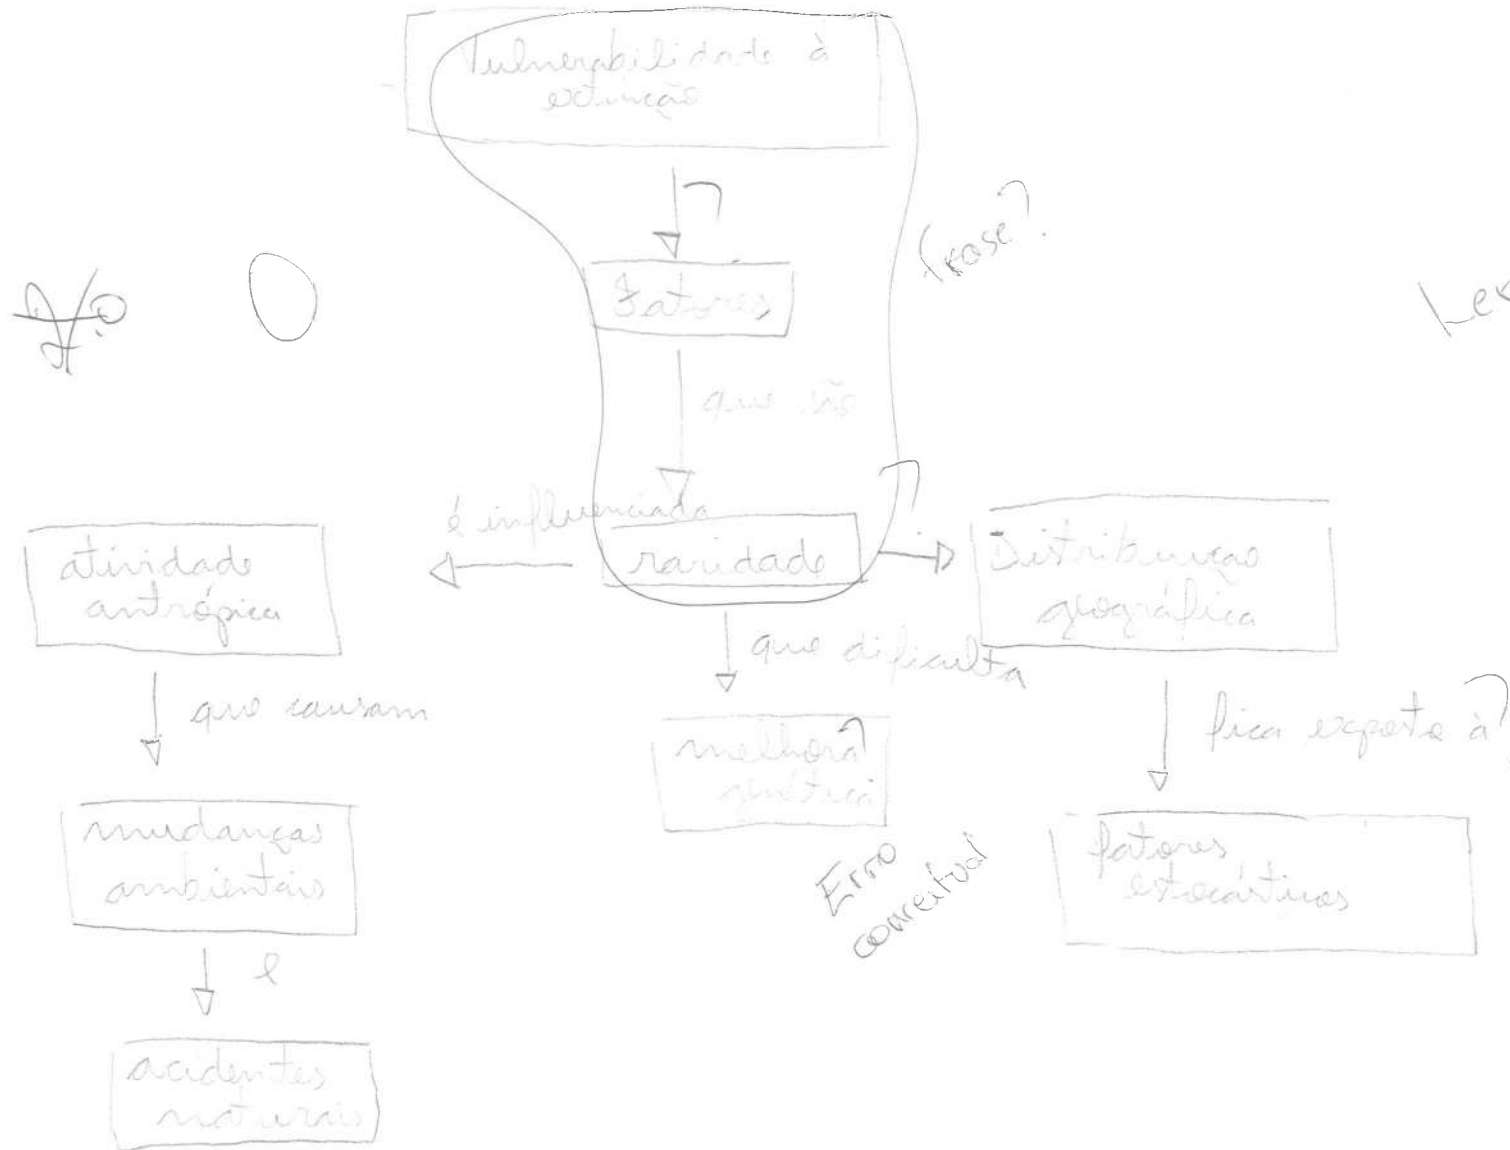 Vulnerabilidade à
extinção
?
Frase?
Fatores
Ler
que são
?
é influenciada
raridade
atividade
antrópica
Distribuição
geográfica
que dificulta
que causam
fica exposta à?
melhora?
genética
mudanças
ambientais
fatores
estocásticos
Erro
conceitual
e
acidentes
naturais